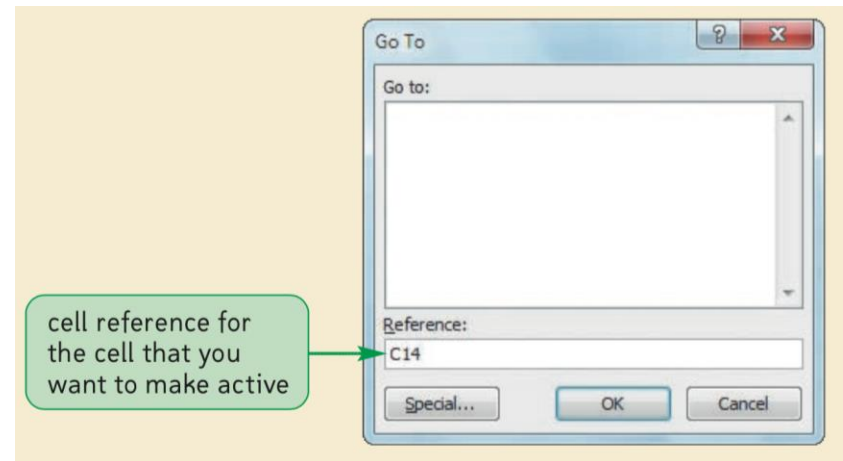 Go To
Go to:
cell reference for
the cell that you
want to make active
Reference:
C14
Special...
OK
Cancel